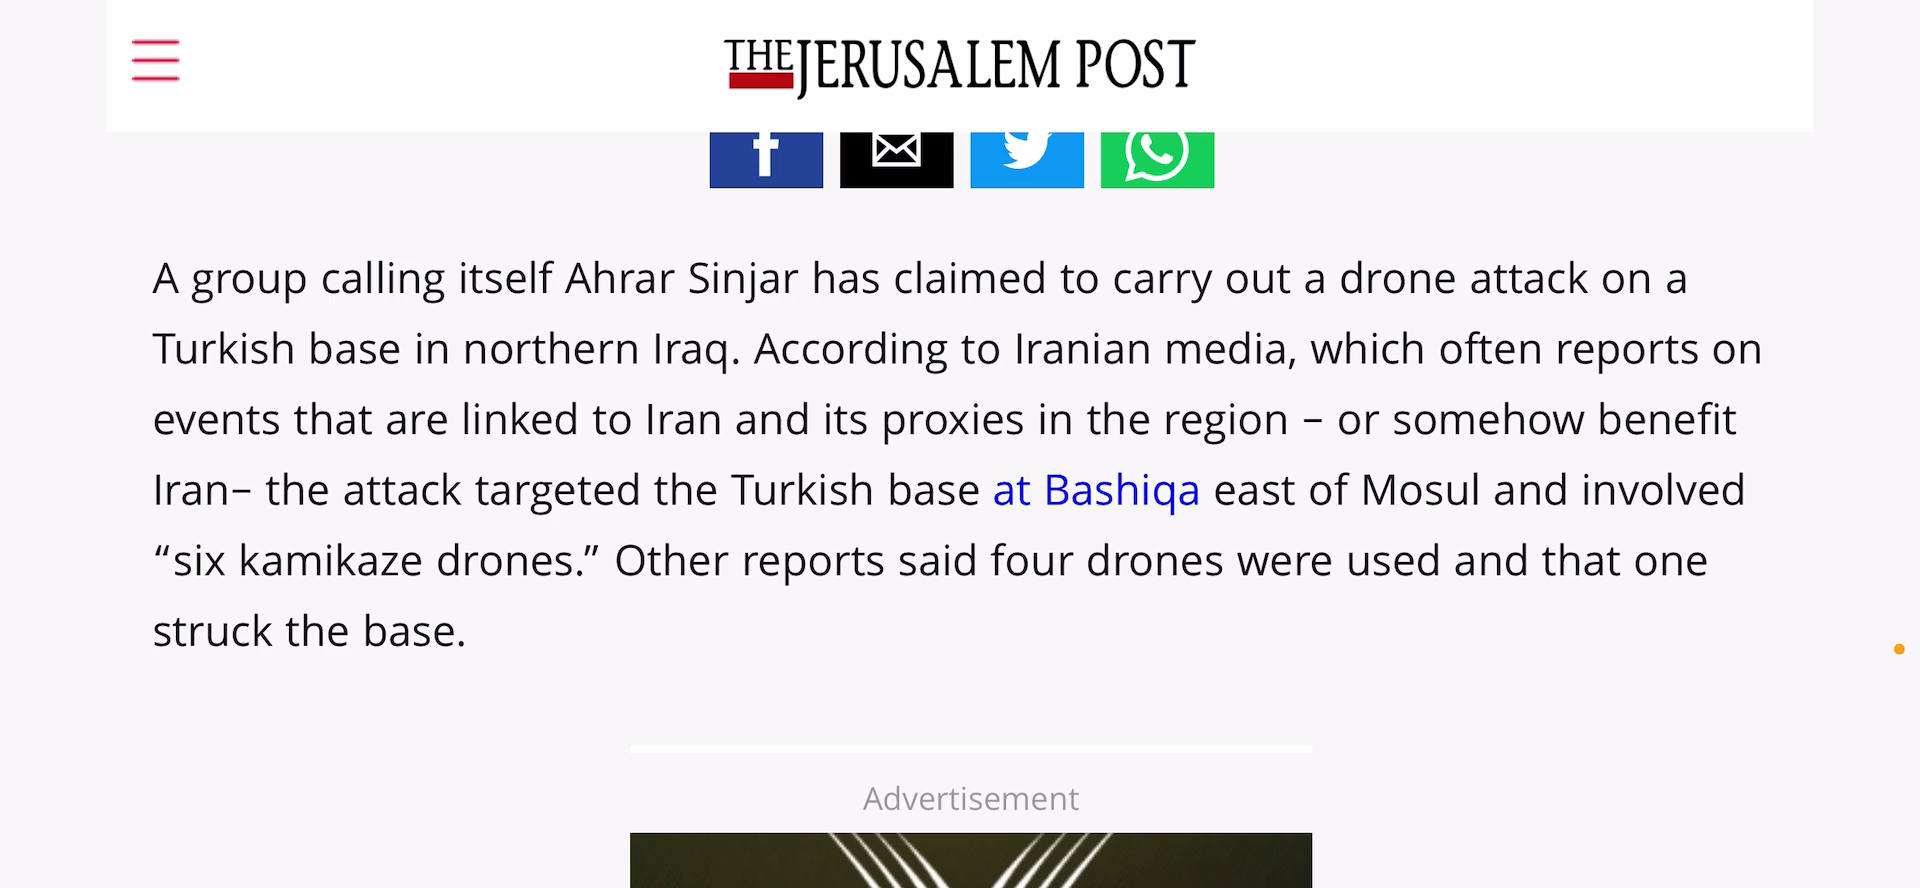 THE JERUSALEM POST
A group calling itself Ahrar Sinjar has claimed to carry out a drone attack on a
Turkish base in northern Iraq. According to Iranian media, which often reports on
events that are linked to Iran and its proxies in the region – or somehow benefit
Iran– the attack targeted the Turkish base at Bashiqa east of Mosul and involved
“six kamikaze drones.” Other reports said four drones were used and that one
struck the base.
Advertisement